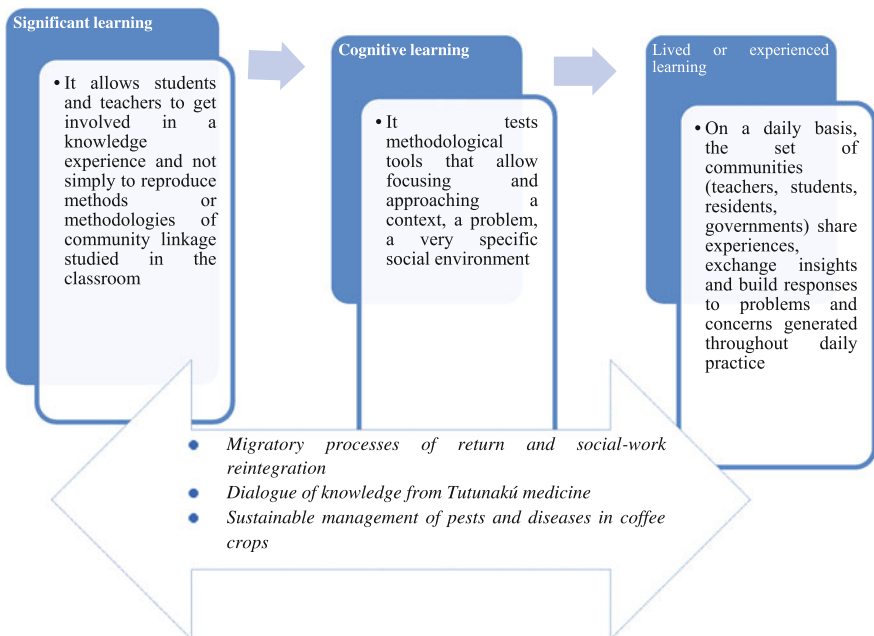 Significant learning
• It allows students
and teachers to get
involved in a
knowledge
experience and not
simply to reproduce
methods or
methodologies of
community linkage
studied in the
classroom
Cognitive learning
• It tests
methodological
tools that allow
focusing and
approaching a
context, a problem,
a very specific
social environment
Lived or experienced
learning
• On a daily basis,
the set of
communities
(teachers, students,
residents,
governments) share
experiences,
exchange insights
and build responses
to problems and
concerns generated
throughout daily
practice
● Migratory processes of return and social-work
reintegration
● Dialogue of knowledge from Tutunakú medicine
● Sustainable management of pests and diseases in coffee
crops